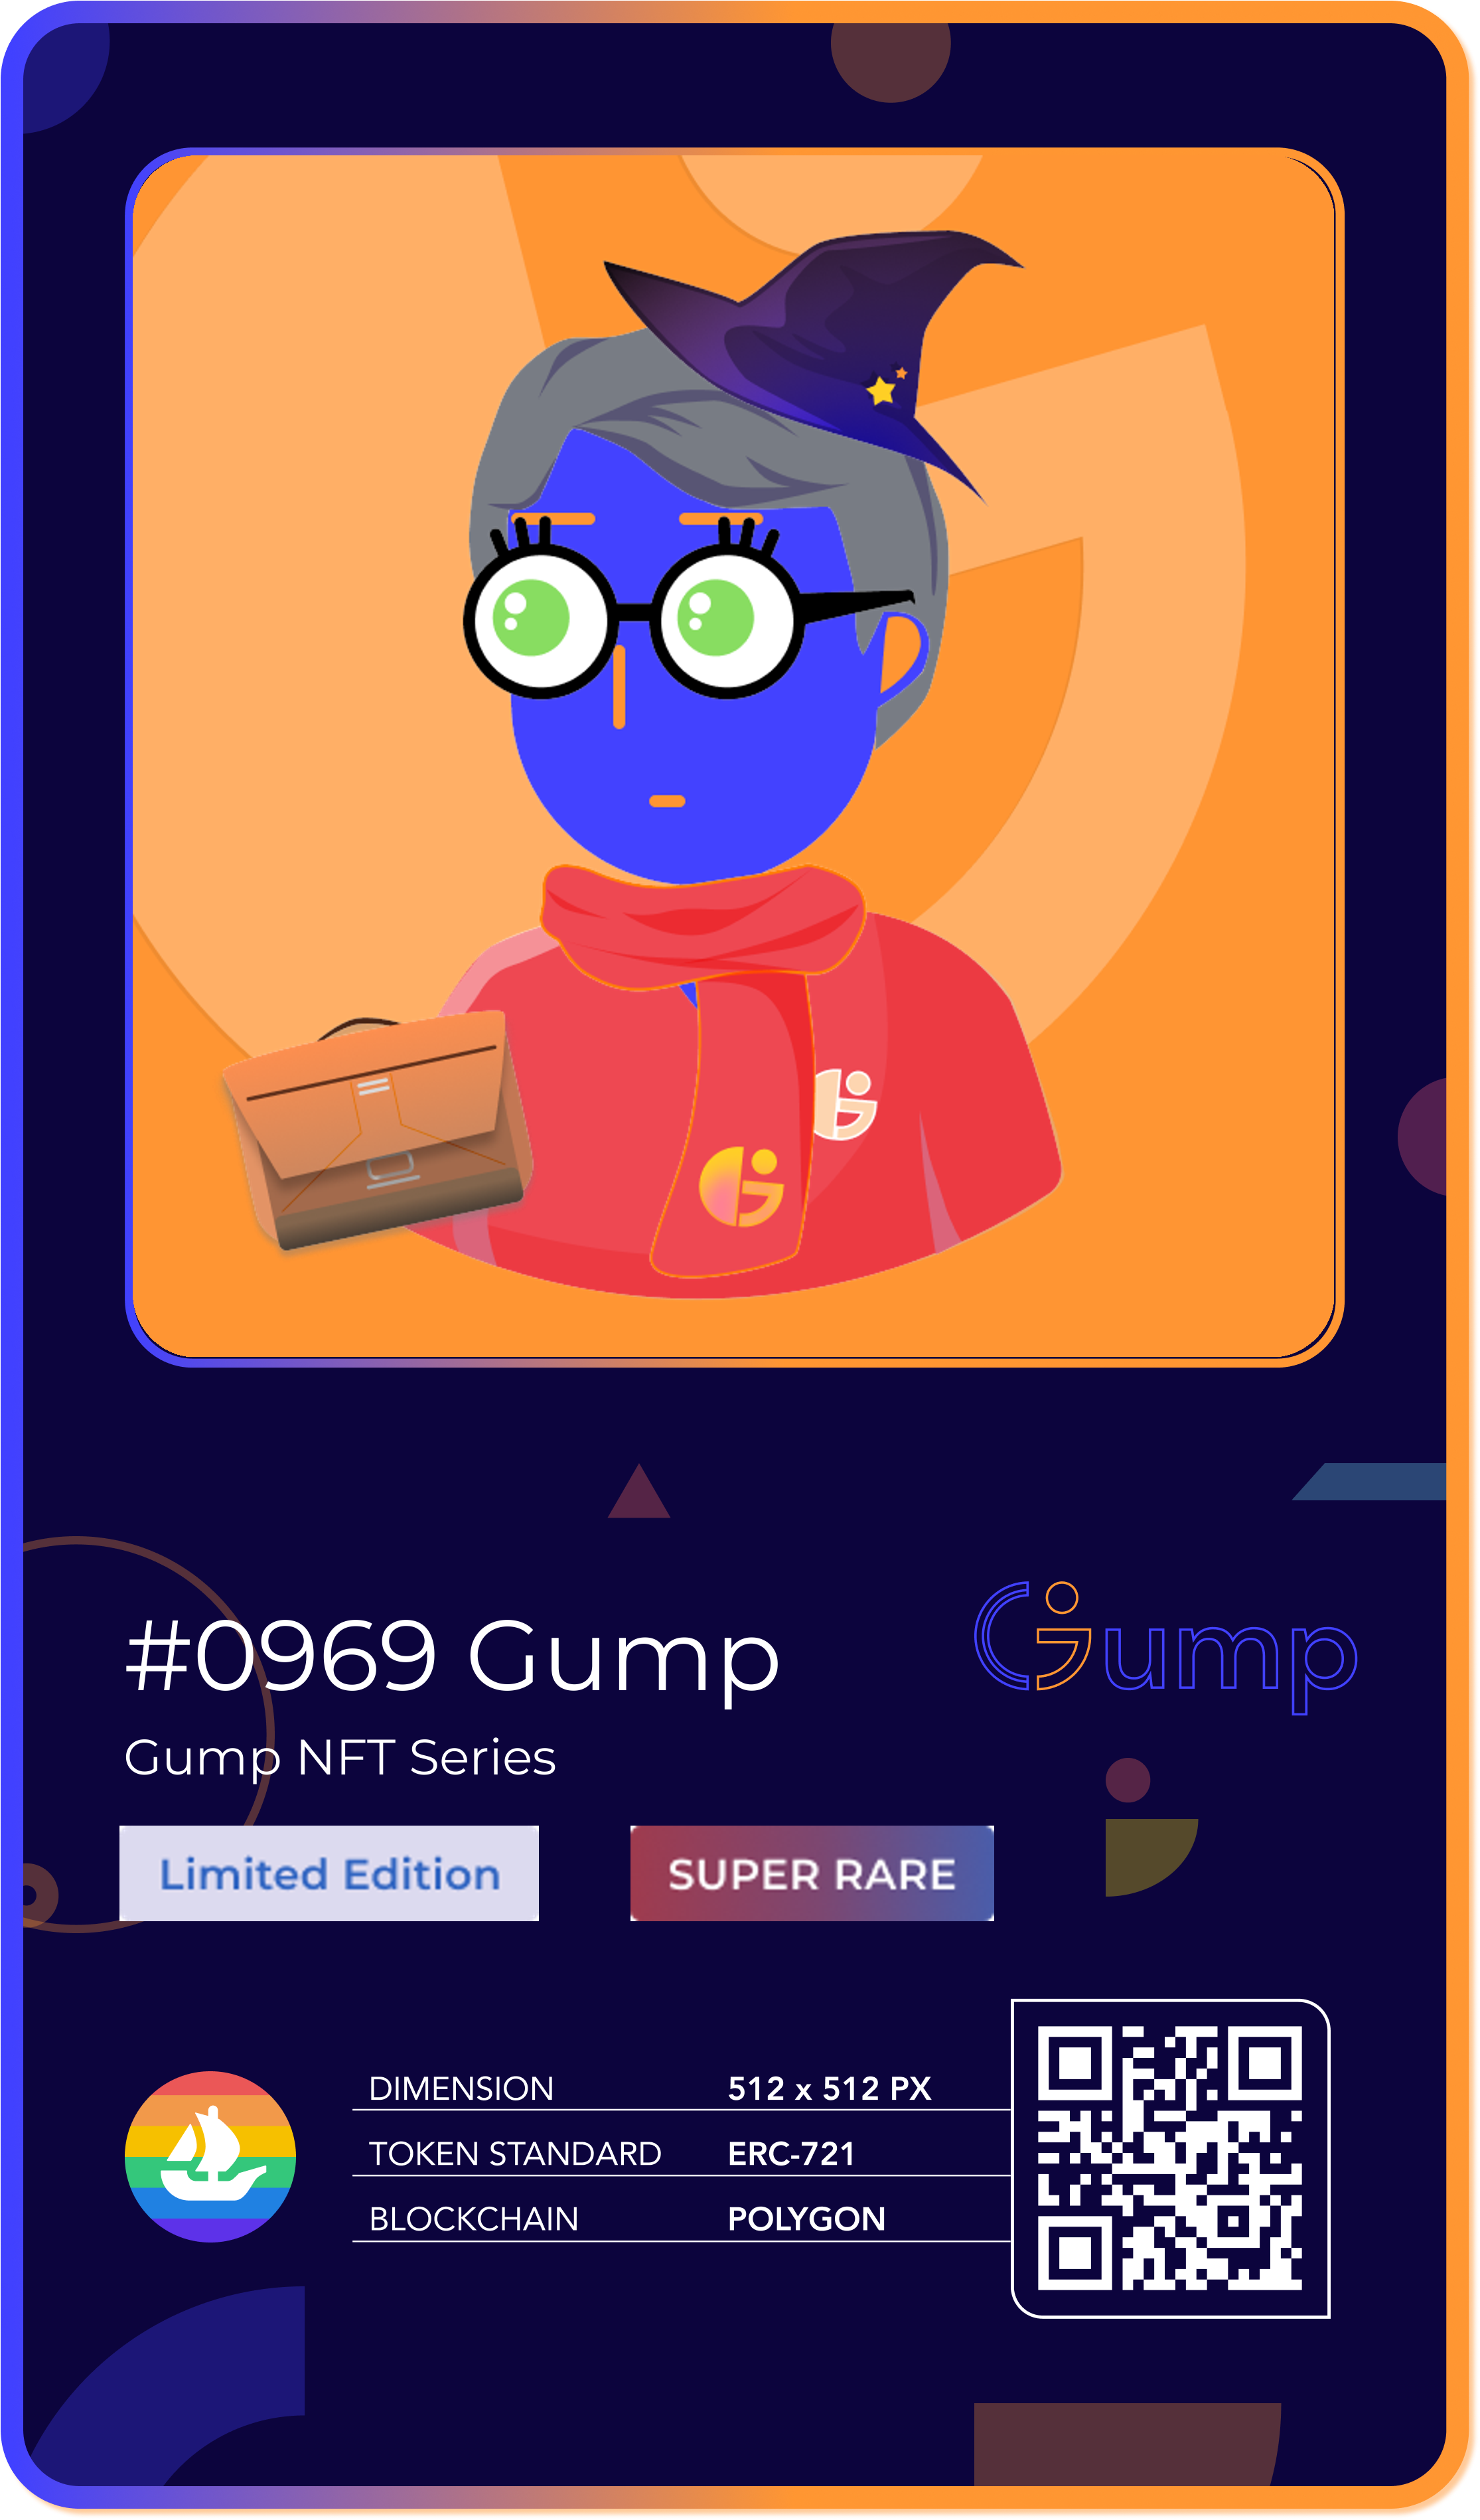 #0969 Gump
Gump
Gump NFT Series
Limited Edition
SUPER RARE
DIMENSION 512 x 512 PX
TOKEN STANDARD ERC-721
BLOCKCHAIN POLYGON